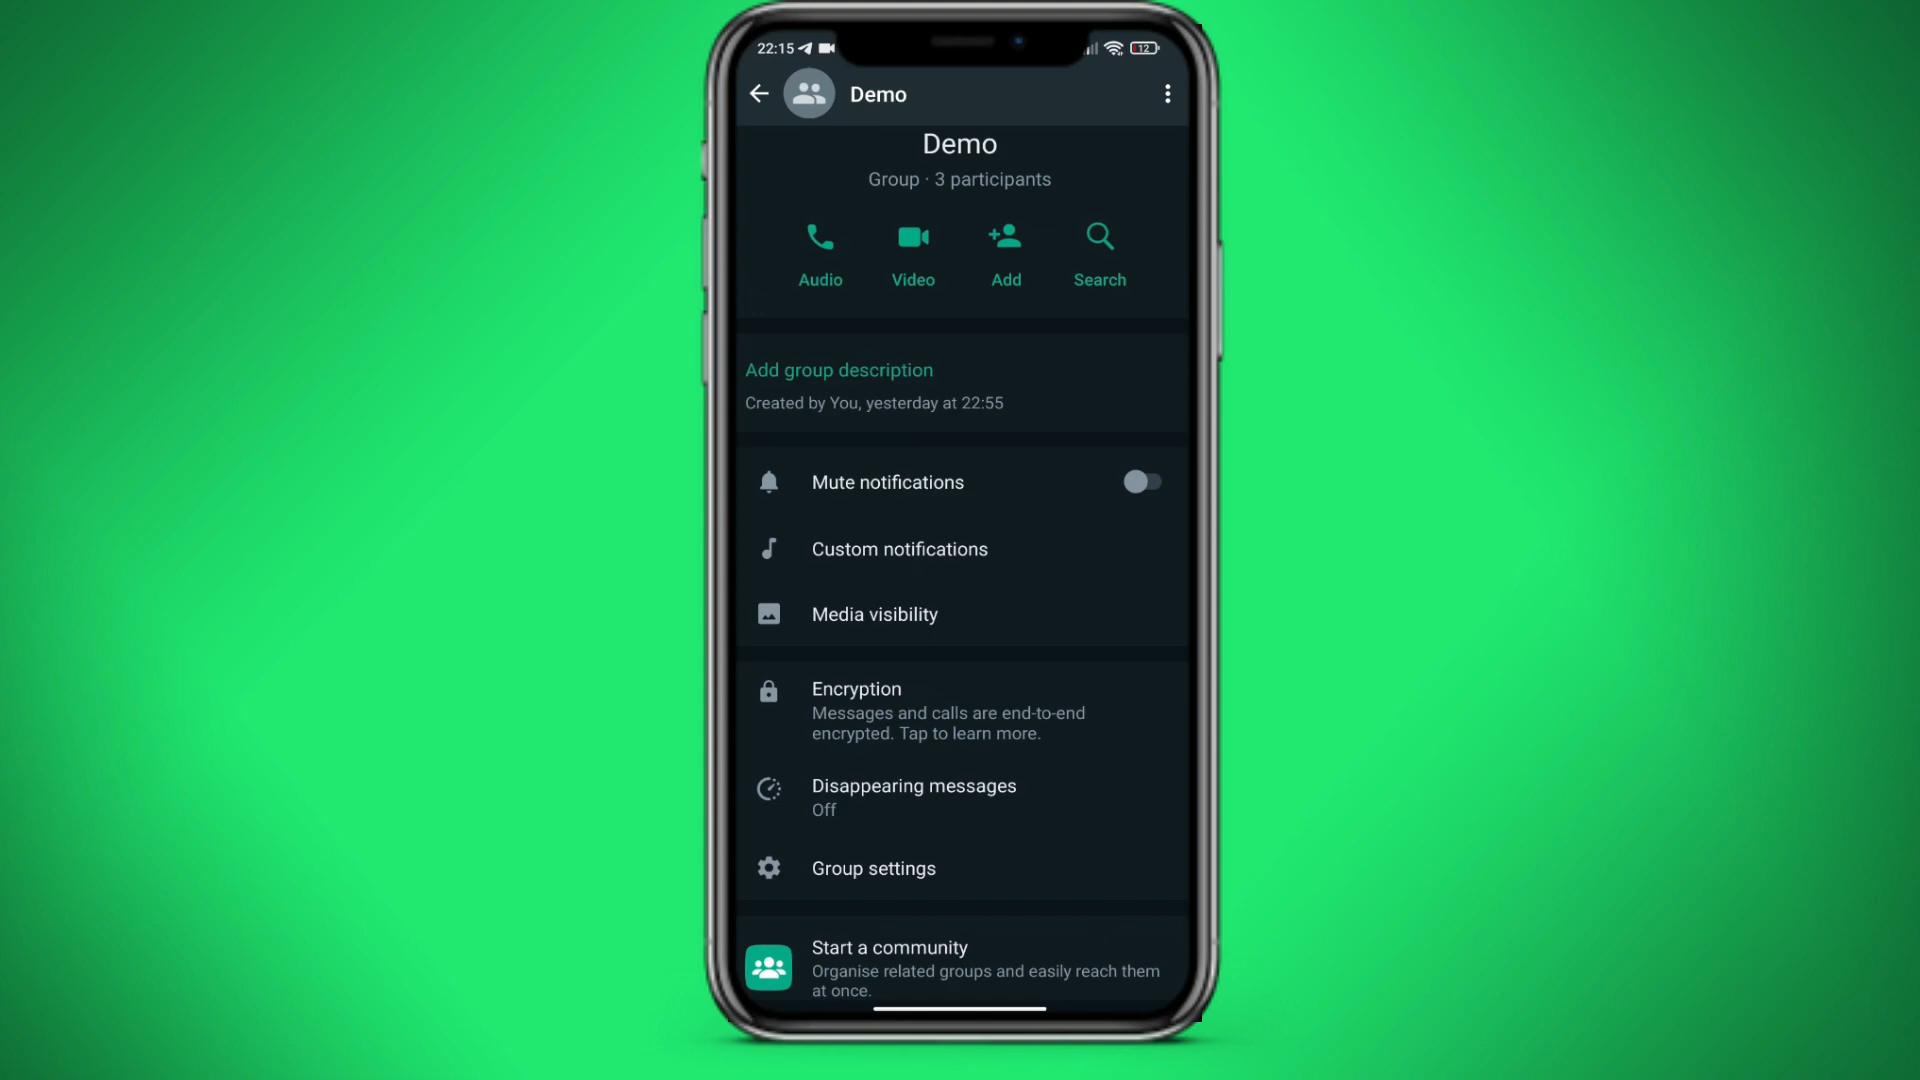 22:15
12
Demo
Demo
Group · 3 participants
Audio Video Add Search
Add group description
Created by You, yesterday at 22:55
Mute notifications
Custom notifications
Media visibility
Encryption
Messages and calls are end-to-end
encrypted. Tap to learn more.
Disappearing messages
Off
Group settings
Start a community
Organise related groups and easily reach them
at once.